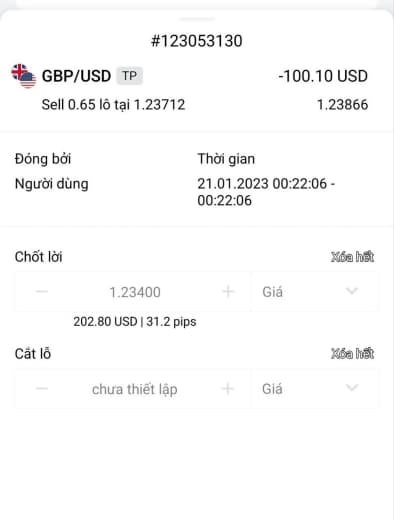 #123053130
GBP/USD TP -100.10 USD
Sell 0.65 lô tại 1.23712 1.23866
Đóng bởi Thời gian
Người dùng 21.01.2023 00:22:06 -
00:22:06
Chốt lời Xóa hết
1.23400 Giá
202.80 USD | 31.2 pips
Cắt lỗ Xóa hết
chưa thiết lập Giá